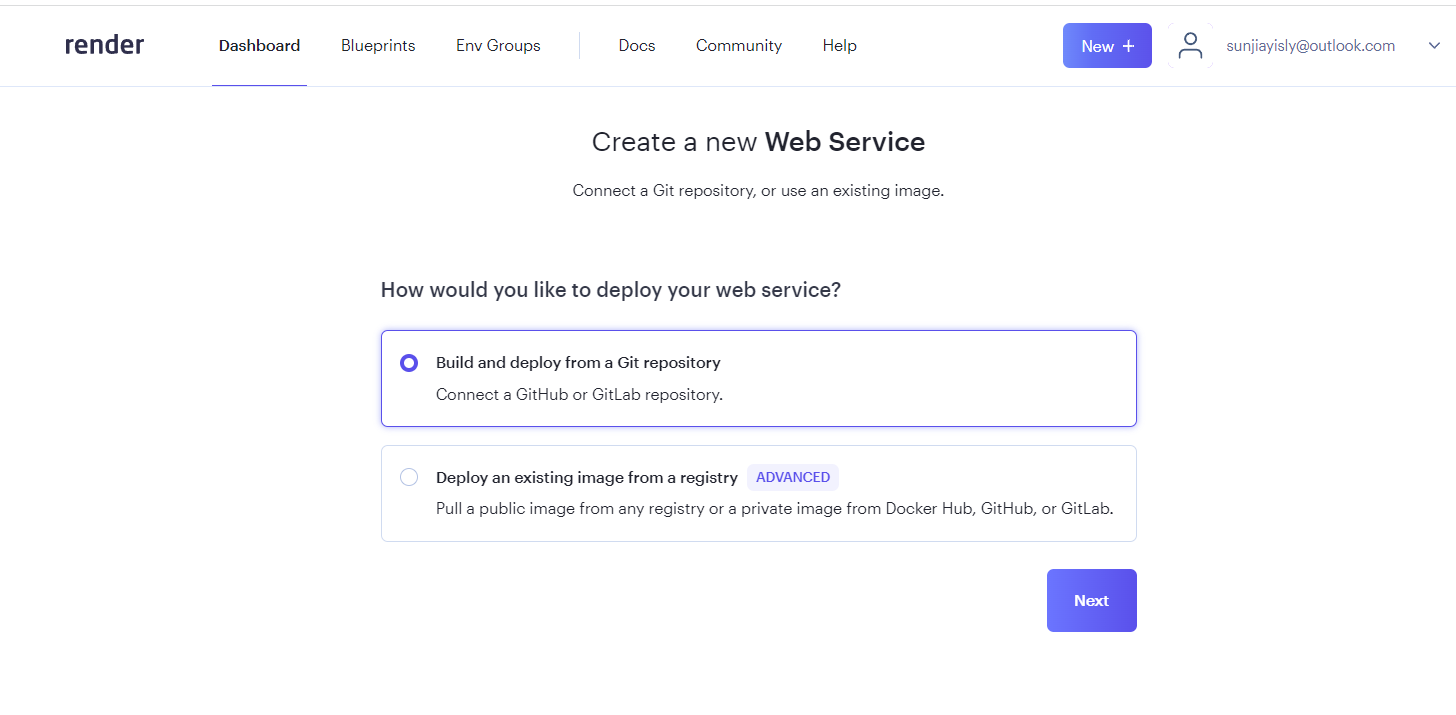 render Dashboard Blueprints Env Groups Docs Community Help New + sunjiayisly@outlook.com
Create a new Web Service
Connect a Git repository, or use an existing image.
How would you like to deploy your web service?
Build and deploy from a Git repository
Connect a GitHub or GitLab repository.
Deploy an existing image from a registry ADVANCED
Pull a public image from any registry or a private image from Docker Hub, GitHub, or GitLab.
Next